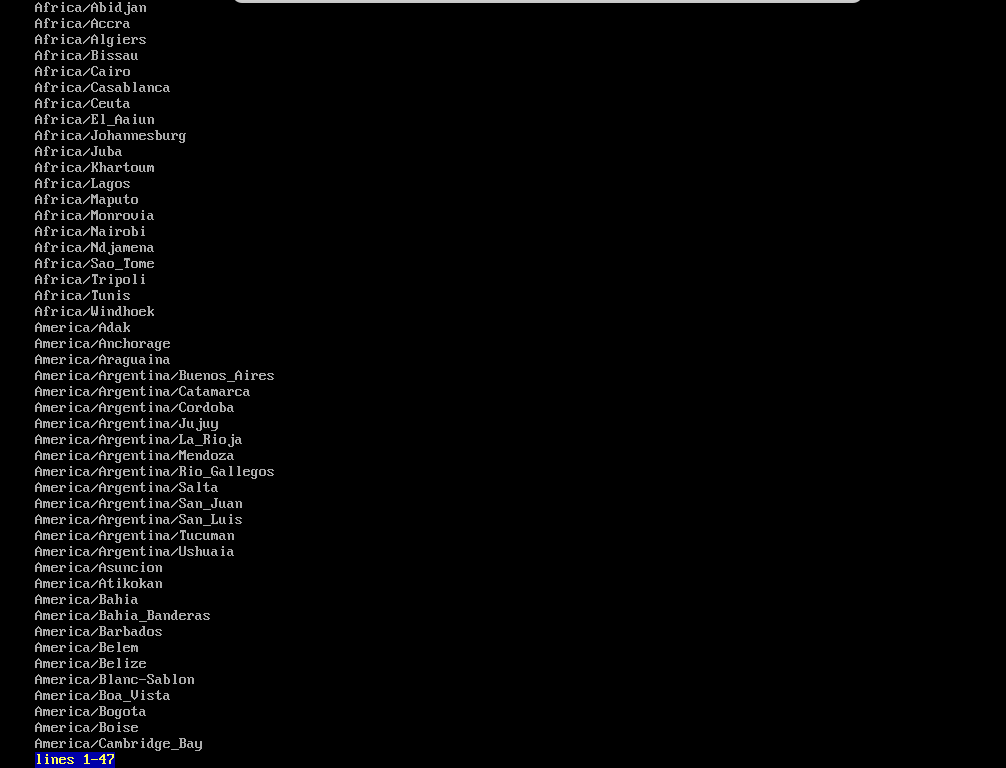 Africa/Abidjan
Africa/Accra
Africa/Algiers
Africa/Bissau
Africa/Cairo
Africa/Casablanca
Africa/Ceuta
Africa/El_Aaiun
Africa/Johannesburg
Africa/Juba
Africa/Khartoum
Africa/Lagos
Africa/Maputo
Africa/Monrovia
Africa/Nairobi
Africa/Ndjamena
Africa/Sao_Tome
Africa/Tripoli
Africa/Tunis
Africa/Windhoek
America/Adak
America/Anchorage
America/Araguaina
America/Argentina/Buenos_Aires
America/Argentina/Catamarca
America/Argentina/Cordoba
America/Argentina/Jujuy
America/Argentina/La_Rioja
America/Argentina/Mendoza
America/Argentina/Rio_Gallegos
America/Argentina/Salta
America/Argentina/San_Juan
America/Argentina/San_Luis
America/Argentina/Tucuman
America/Argentina/Ushuaia
America/Asuncion
America/Atikokan
America/Bahia
America/Bahia_Banderas
America/Barbados
America/Belem
America/Belize
America/Blanc-Sablon
America/Boa_Vista
America/Bogota
America/Boise
America/Cambridge_Bay
lines 1-47